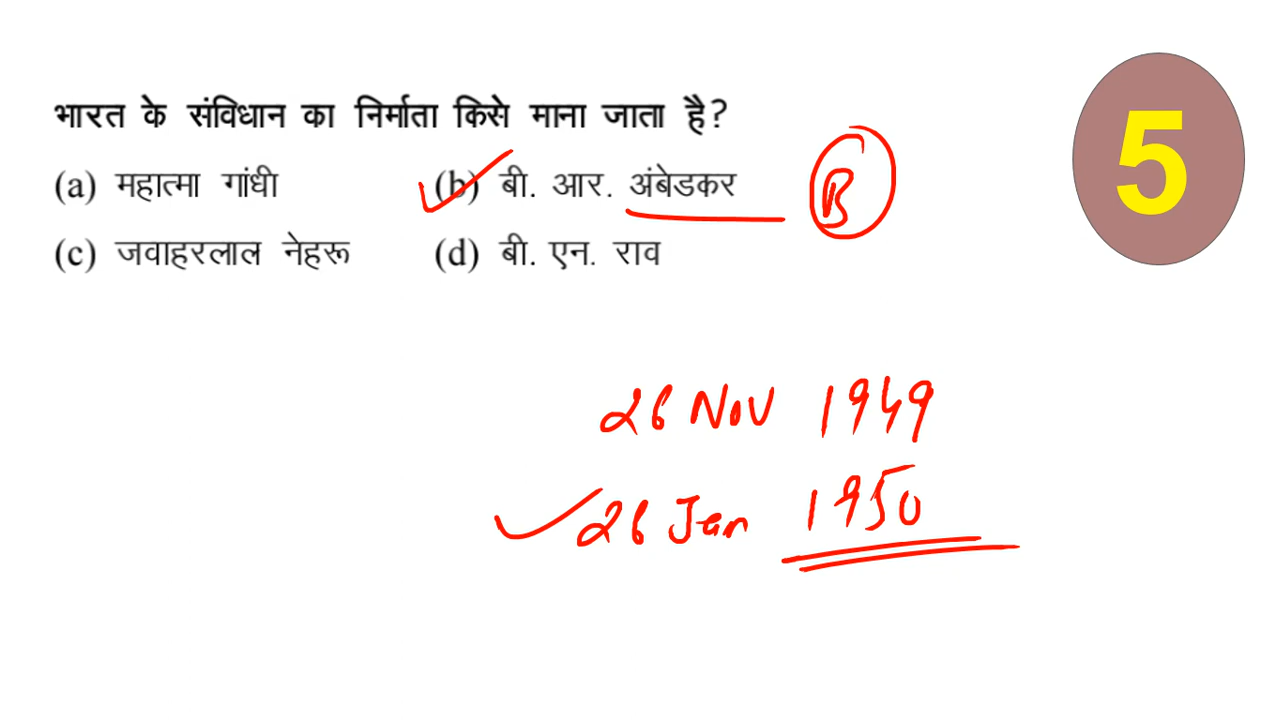 भारत के संविधान का निर्माता किसे माना जाता है?
5
(a) महात्मा गांधी (b) बी. आर. अंबेडकर B
(c) जवाहरलाल नेहरू (d) बी. एन. राव
26 Nov 1949
26 Jan 1950